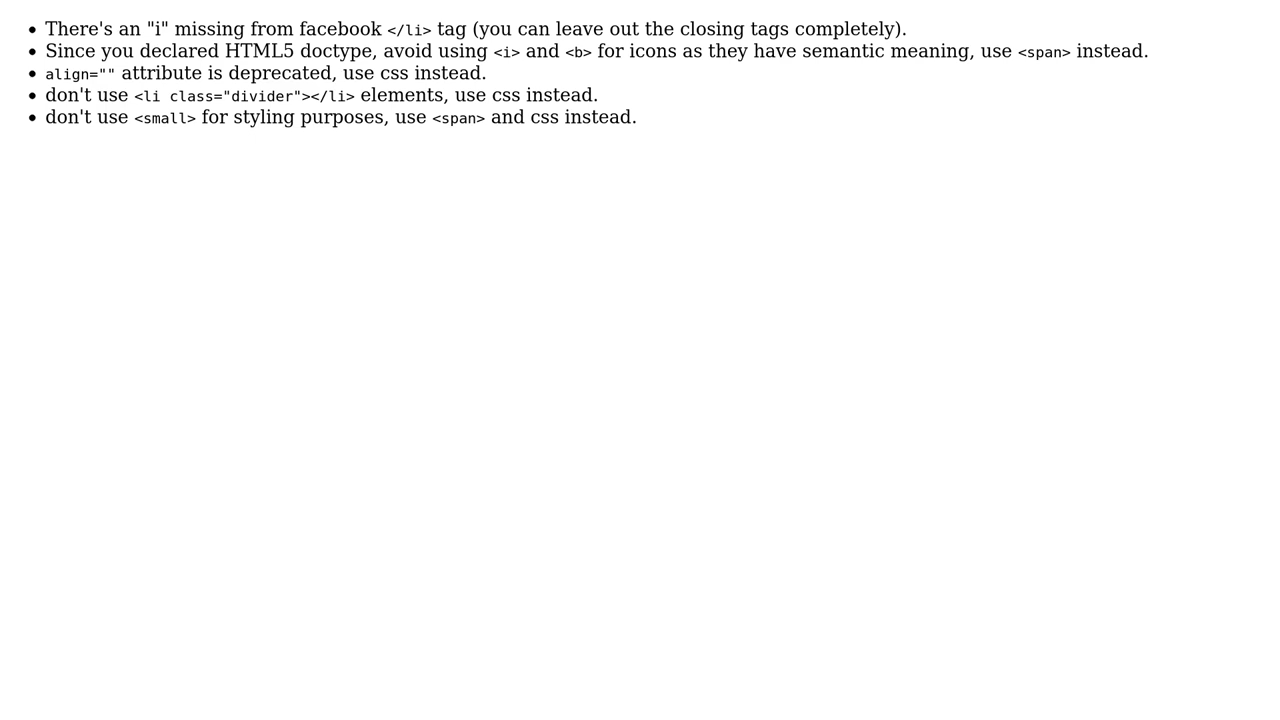 There's an "i" missing from facebook </li> tag (you can leave out the closing tags completely).
Since you declared HTML5 doctype, avoid using <i> and <b> for icons as they have semantic meaning, use <span> instead.
align="" attribute is deprecated, use css instead.
don't use <li class="divider"></li> elements, use css instead.
don't use <small> for styling purposes, use <span> and css instead.